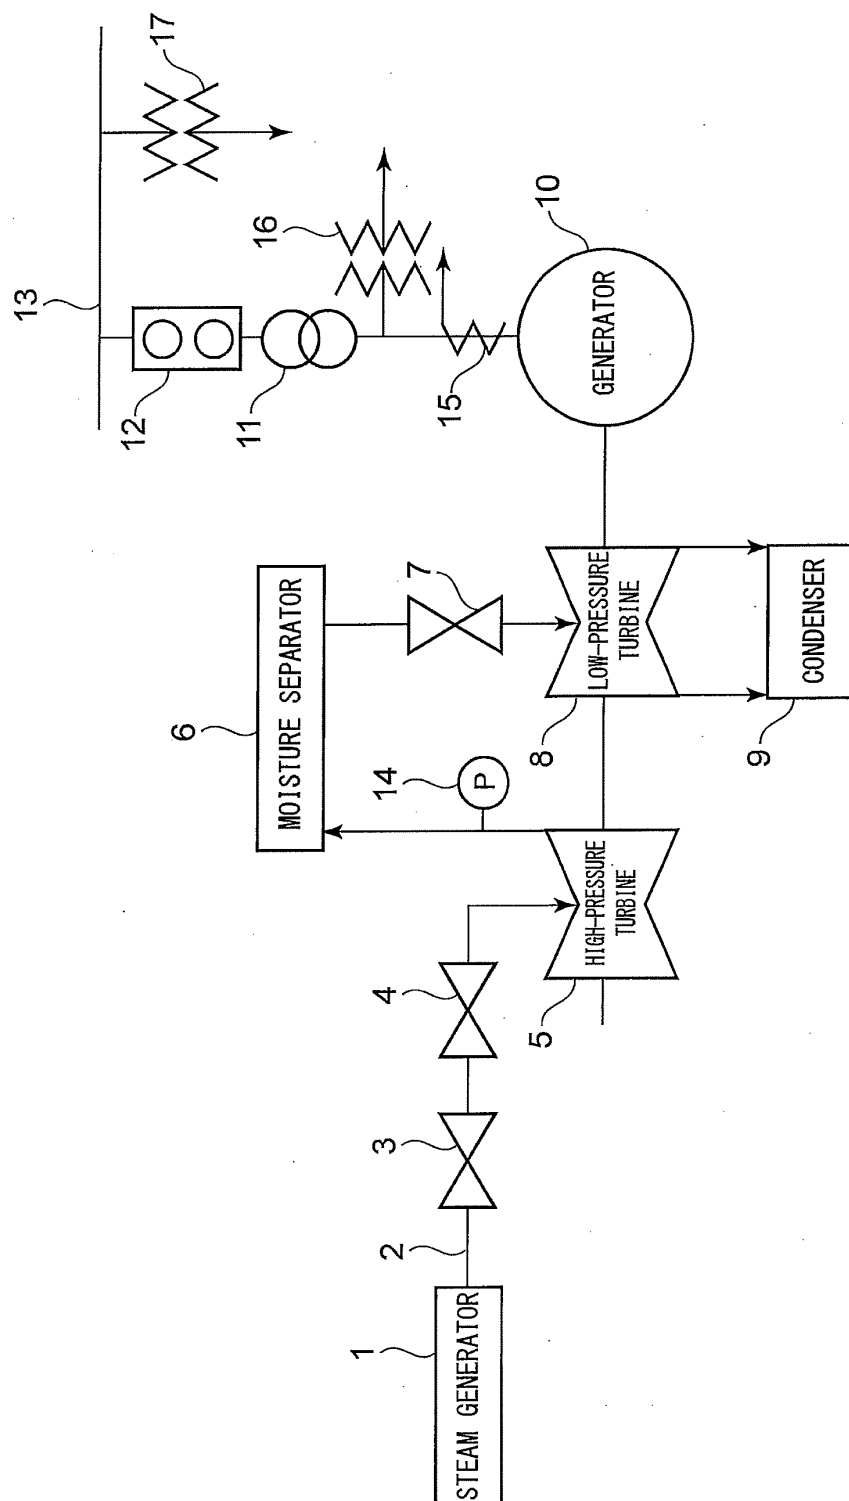 13
17
12
11
16
15
10
GENERATOR
6
MOISTURE SEPARATOR
7
14
P
LOW-PRESSURE
TURBINE
8
CONDENSER
9
4
HIGH-PRESSURE
TURBINE
5
3
2
1
STEAM GENERATOR